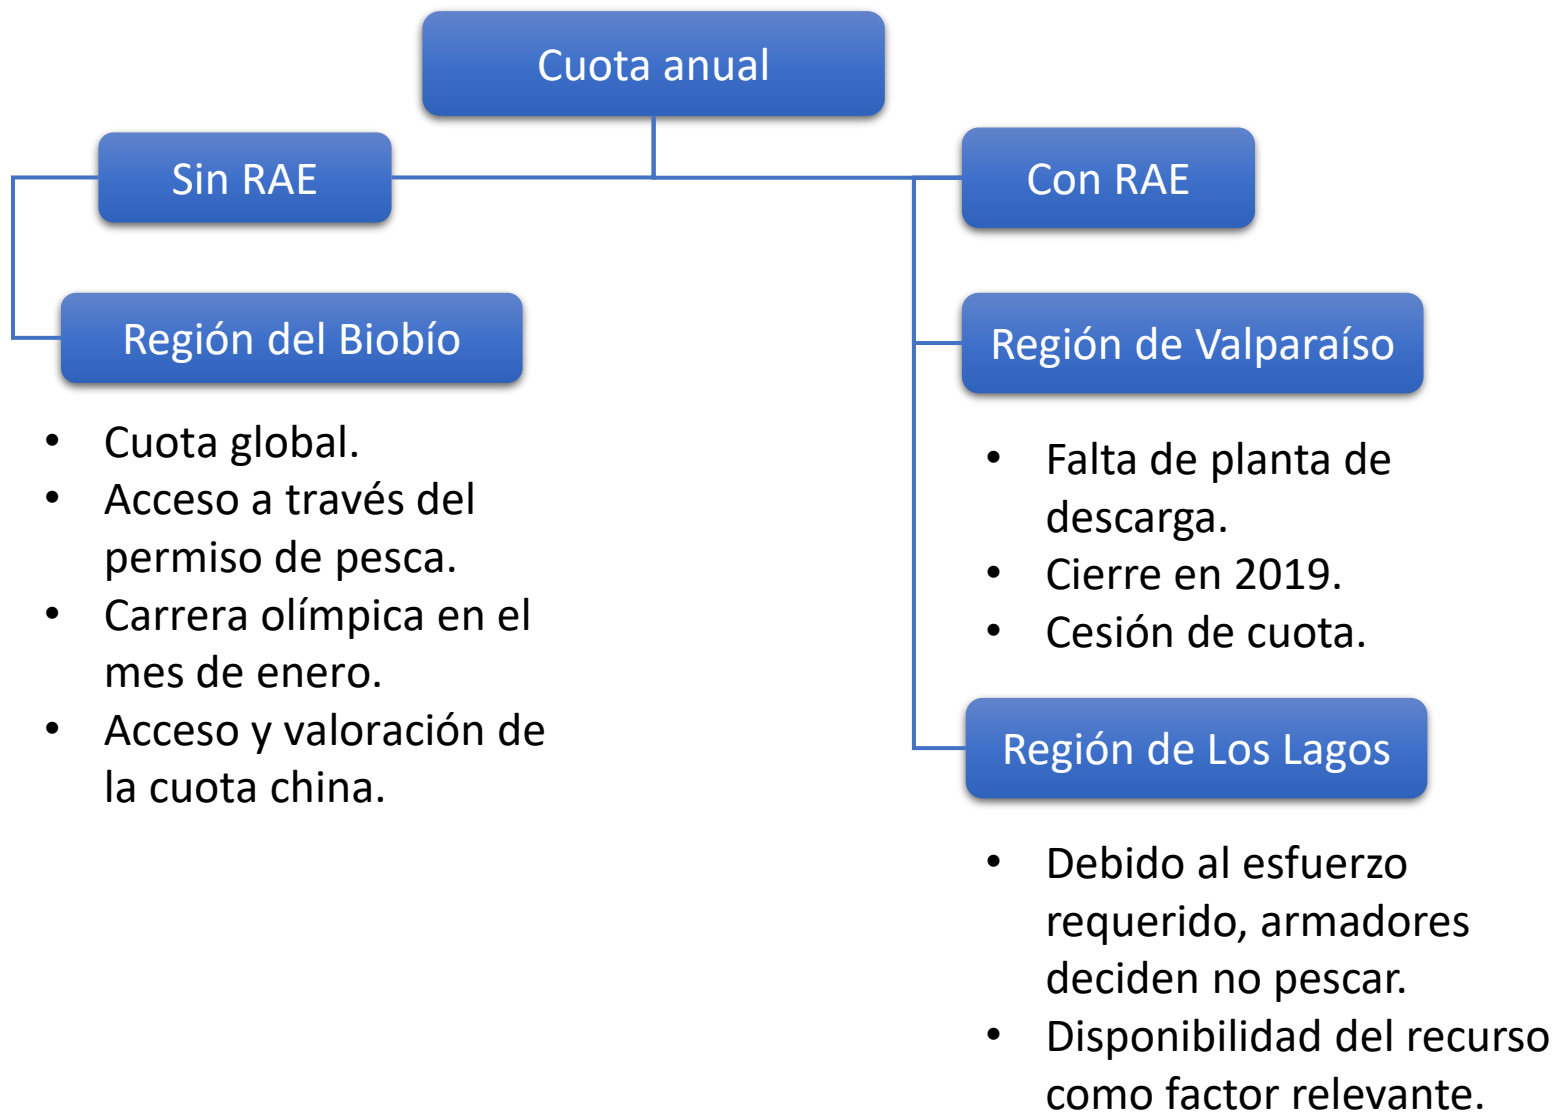 Cuota anual
Sin RAE
Con RAE
Región del Biobío
• Cuota global.
• Acceso a través del
permiso de pesca.
• Carrera olímpica en el
mes de enero.
• Acceso y valoración de
la cuota china.
Región de Valparaíso
• Falta de planta de
descarga.
• Cierre en 2019.
• Cesión de cuota.
Región de Los Lagos
• Debido al esfuerzo
requerido, armadores
deciden no pescar.
• Disponibilidad del recurso
como factor relevante.